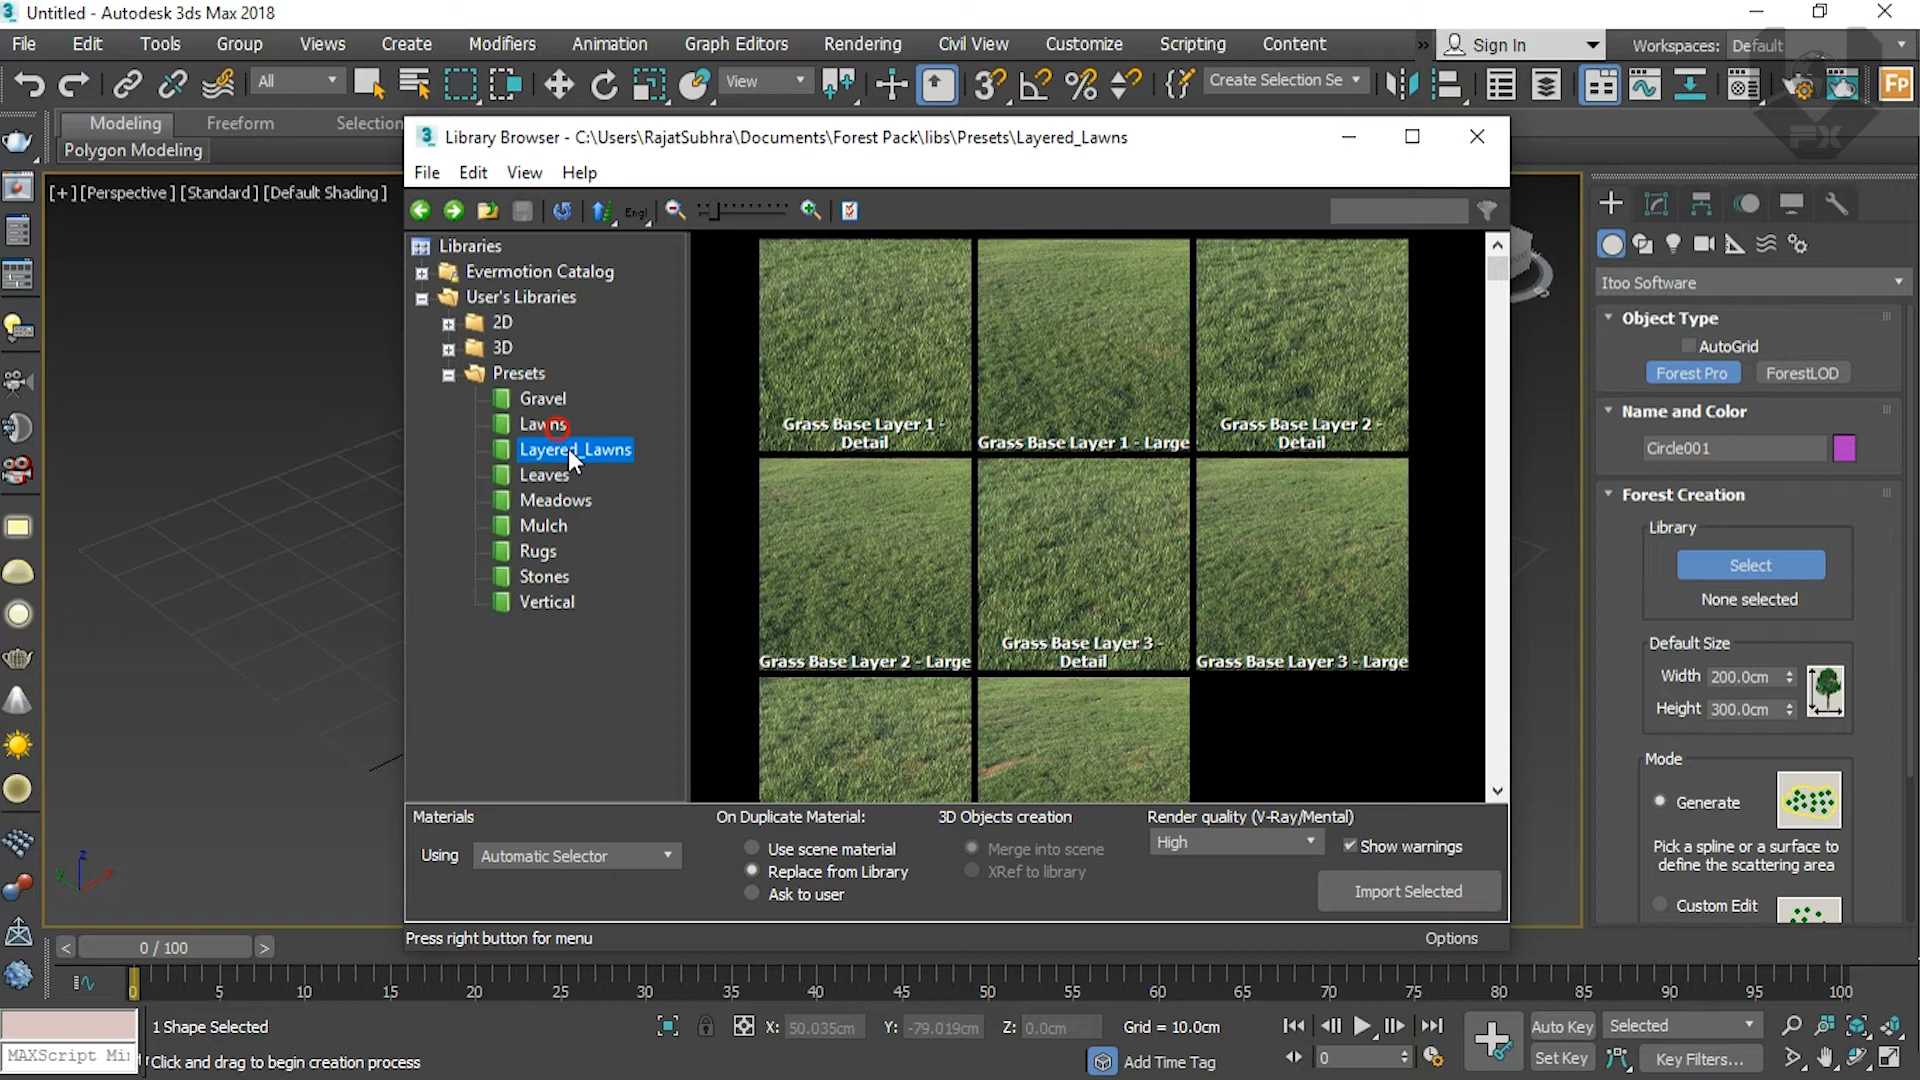 Untitled - Autodesk 3ds Max 2018
File Edit Tools Group Views Create Modifiers Animation Graph Editors Rendering Civil View Customize Scripting Content » Sign In Workspaces: Default
All View Create Selection Se Fp
Modeling Freeform Selection
Polygon Modeling
[+] [Perspective] [Standard] [Default Shading]
Library Browser - C:\Users\RajatSubhra\Documents\Forest Pack\libs\Presets\Layered_Lawns
File Edit View Help
Engl
Libraries
Evermotion Catalog
User's Libraries
2D
3D
Presets
Gravel
Lawns
Layered_Lawns
Leaves
Meadows
Mulch
Rugs
Stones
Vertical
Grass Base Layer 1 -
Detail
Grass Base Layer 1 - Large
Grass Base Layer 2 -
Detail
Grass Base Layer 2 - Large
Grass Base Layer 3 -
Detail
Grass Base Layer 3 - Large
Materials
Using Automatic Selector
On Duplicate Material:
Use scene material
Replace from Library
Ask to user
3D Objects creation
Merge into scene
XRef to library
Render quality (V-Ray/Mental)
High Show warnings
Import Selected
Press right button for menu Options
Itoo Software
Object Type
AutoGrid
Forest Pro ForestLOD
Name and Color
Circle001
Forest Creation
Library
Select
None selected
Default Size
Width 200.0cm
Height 300.0cm
Mode
Generate
Pick a spline or a surface to
define the scattering area
Custom Edit
FX
z
y
< 0 / 100 >
0 5 10 15 20 25 30 35 40 45 50 55 60 65 70 75 80 85 90 95 100
1 Shape Selected X: 50.035cm Y: -79.019cm Z: 0.0cm Grid = 10.0cm Auto Key Selected
MAXScript Mi Click and drag to begin creation process Add Time Tag 0 Set Key Key Filters...